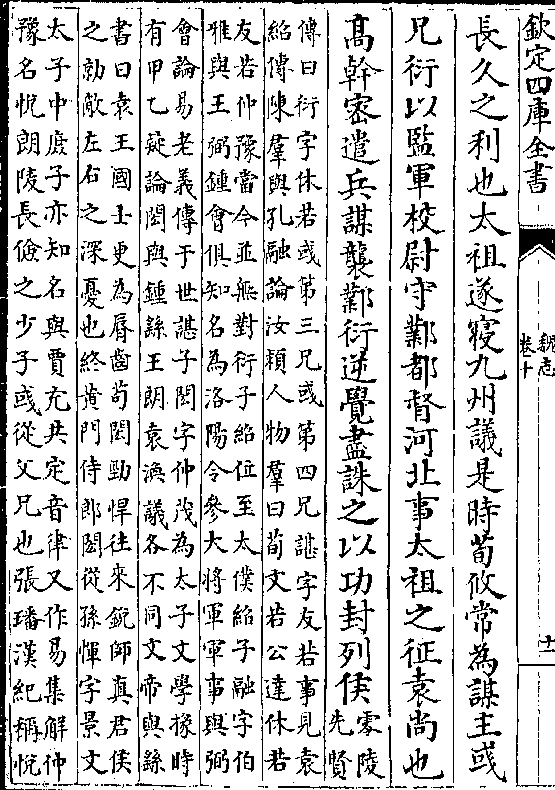 欽定四庫全書
魏志
卷十
十一
長久之利也太祖遂寢九州議是時荀攸常為謀主彧
兄衍以監軍校尉守鄴都督河北事太祖之征袁尚也
高幹密遣兵謀襲鄴衍逆覺盡誅之以功封列侯
零陵
先賢
傳曰衍字休若彧第三兄彧第四兄諶字友若事見袁
紹傳陳羣與孔融論汝頴人物羣曰荀文若公達休若
友若仲豫當今並無對衍子紹位至太僕紹子融字伯
雅與王弼鍾會俱知名為洛陽令參大將軍軍事與弼
會論易老義傳于世諶子閎字仲茂為太子文學掾時
有甲乙疑論閎與鍾繇王朗袁渙議各不同文帝與繇
書曰袁王國士更為脣齒荀閎勁悍往來銳師真君侯
之勍敵左右之深憂也終黄門侍郎閎從孫惲字景文
太子中庶子亦知名與賈充共定音律又作易集解仲
豫名悅朗陵長儉之少子彧從父兄也張璠漢紀稱悅